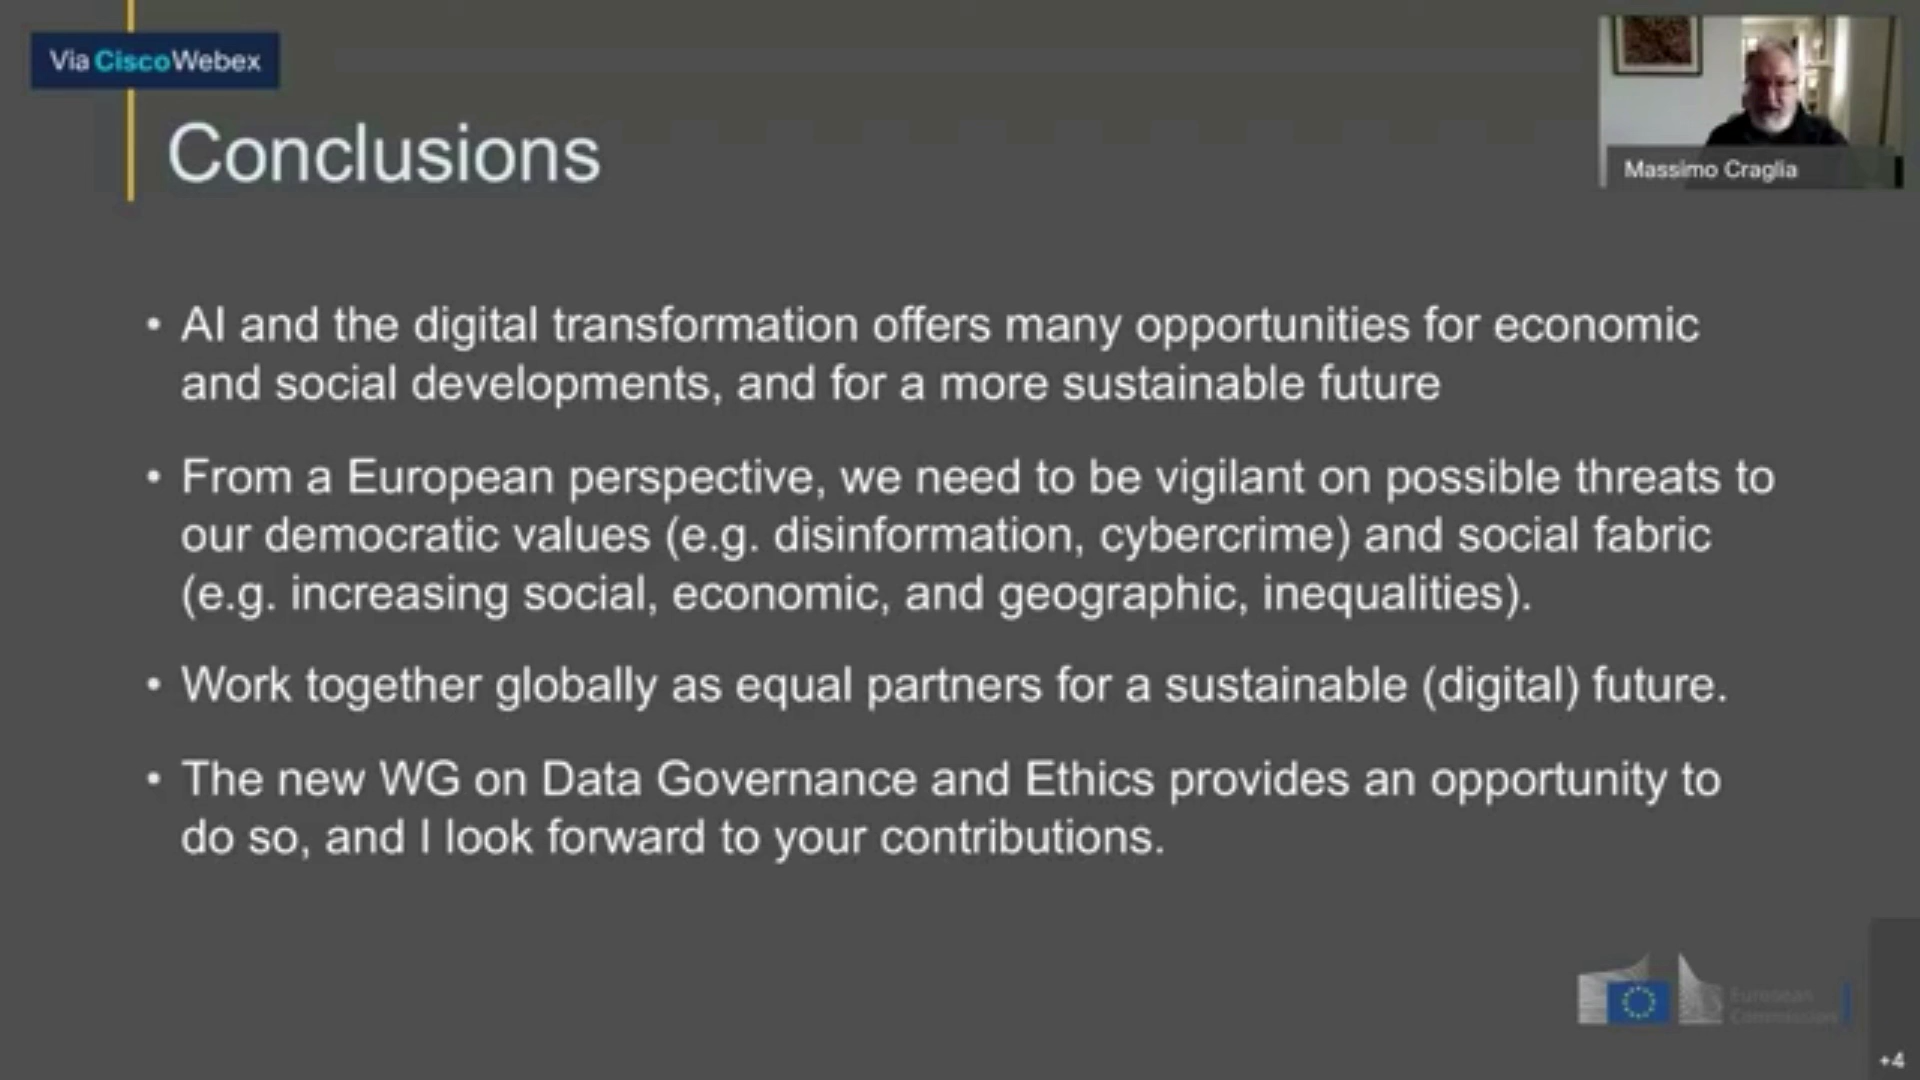 Via CiscoWebex
Massimo Craglia
Conclusions
• AI and the digital transformation offers many opportunities for economic
and social developments, and for a more sustainable future
• From a European perspective, we need to be vigilant on possible threats to
our democratic values (e.g. disinformation, cybercrime) and social fabric
(e.g. increasing social, economic, and geographic, inequalities).
• Work together globally as equal partners for a sustainable (digital) future.
• The new WG on Data Governance and Ethics provides an opportunity to
do so, and I look forward to your contributions.
European
Commission
+4